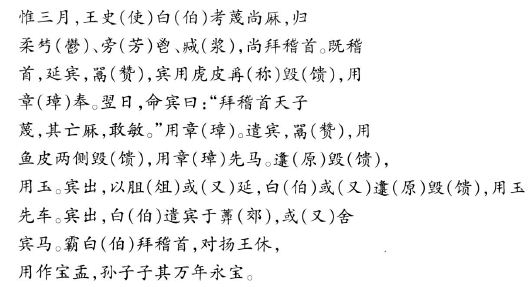 惟三月,王史(使)白(伯)考蔑尚厤,归
柔𦬸(鬱)、旁(芳)鬯、臧(浆),尚拜稽首。既稽
首,延宾,䚂(赞),宾用虎皮再(称)毁(馈),用
章(璋)奉。翌日,命宾曰:“拜稽首天子
蔑,其亡厤,敢敏。”用章(璋)。遣宾,䚂(赞),用
鱼皮两侧毁(馈),用章(璋)先马。邍(原)毁(馈),
用玉。宾出,以胆(俎)或(又)延,白(伯)或(又)邍(原)毁(馈),用玉
先车。宾出,白(伯)遣宾于蒿(郊),或(又)舍
宾马。霸白(伯)拜稽首,对扬王休,
用作宝盂,孙子子其万年永宝。